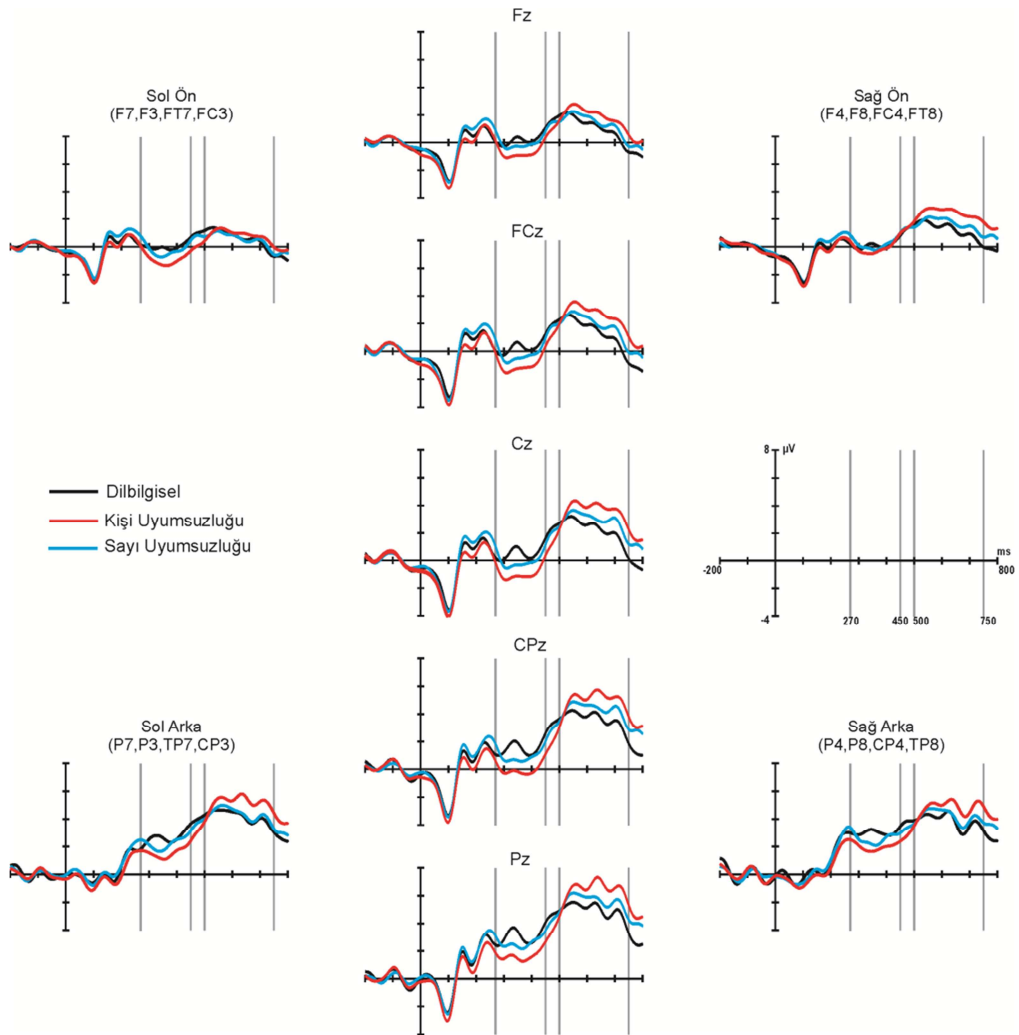 Fz
Sol Ön
(F7,F3,FT7,FC3)
Sağ Ön
(F4,F8,FC4,FT8)
FCz
Cz
Dilbilgisel
Kişi Uyumsuzluğu
Sayı Uyumsuzluğu
8
µV
-200
ms
800
-4
270
450
500
750
CPz
Sol Arka
(P7,P3,TP7,CP3)
Sağ Arka
(P4,P8,CP4,TP8)
Pz